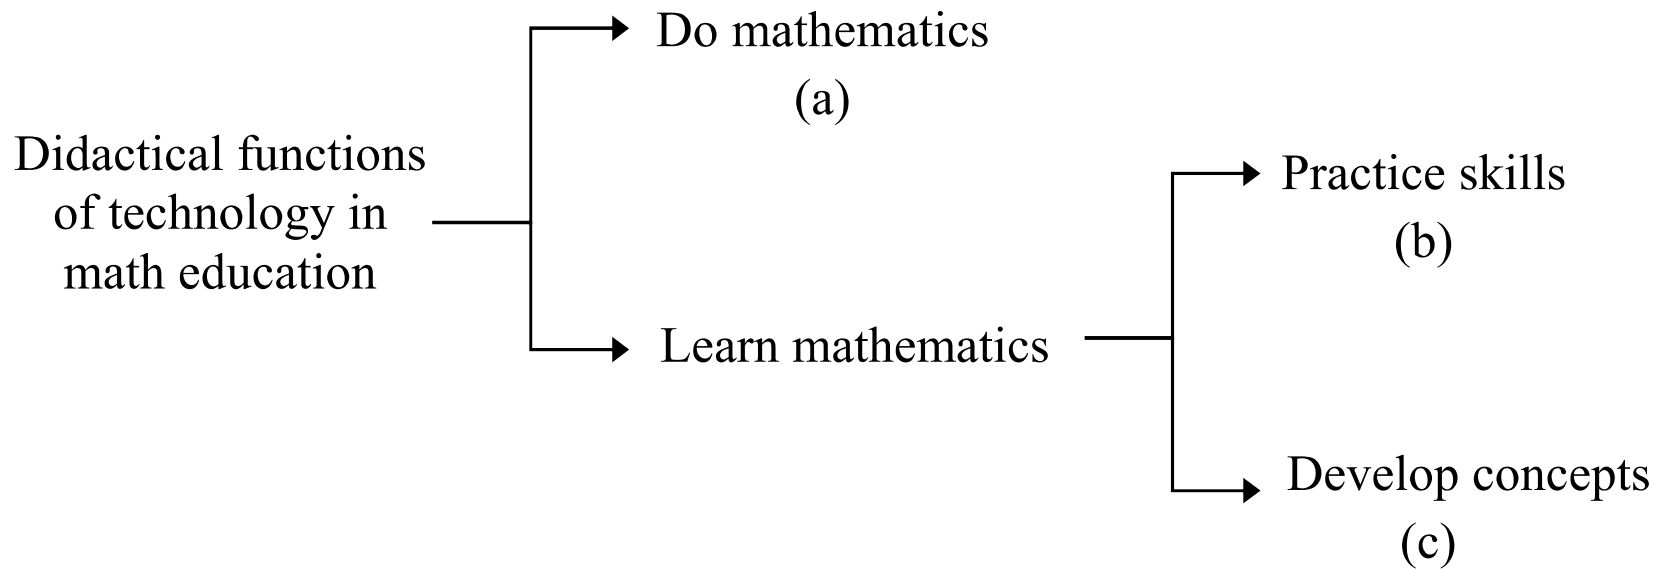 Do mathematics
(a)
Didactical functions
of technology in
math education
Learn mathematics
Practice skills
(b)
Develop concepts
(c)